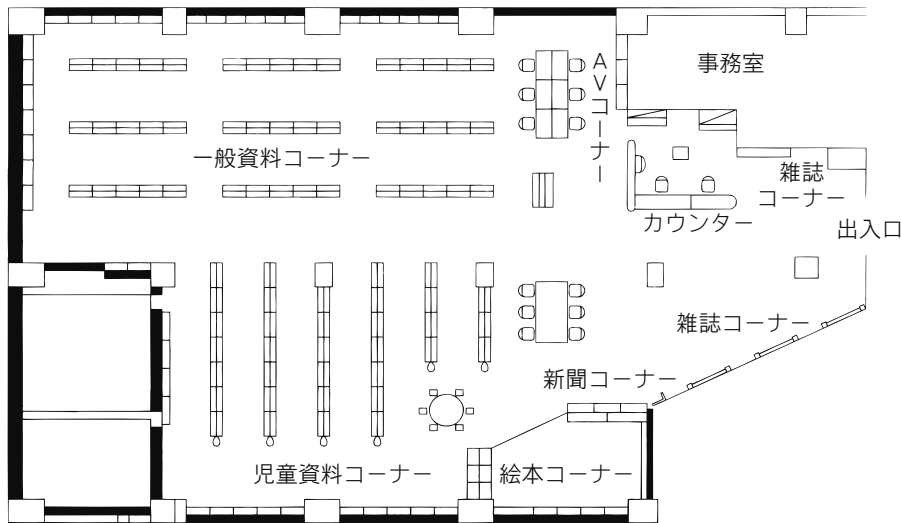 事務室
AVコーナー
一般資料コーナー
雑誌
コーナー
カウンター
出入口
雑誌コーナー
新聞コーナー
児童資料コーナー
絵本コーナー